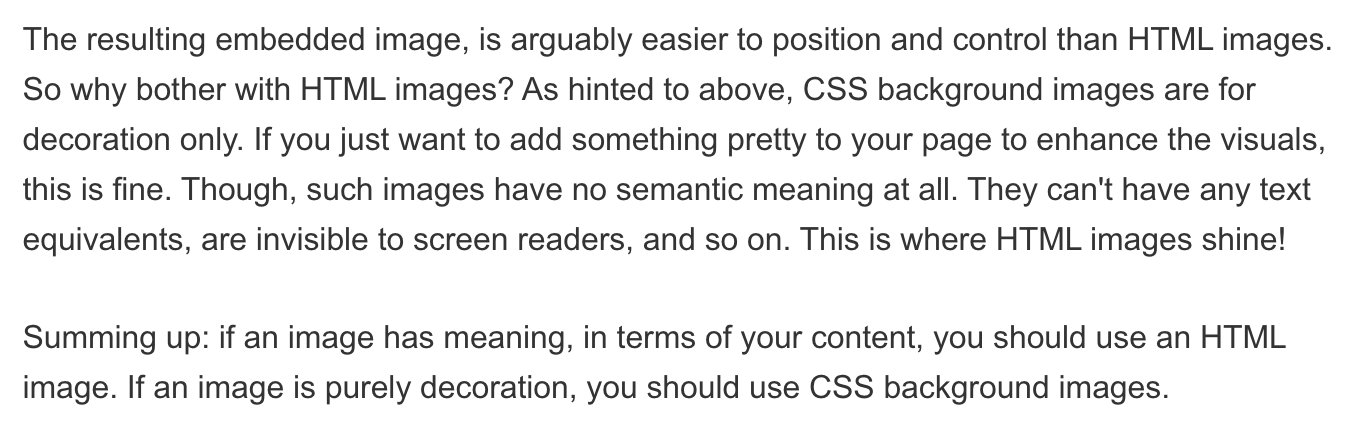 The resulting embedded image, is arguably easier to position and control than HTML images.
So why bother with HTML images? As hinted to above, CSS background images are for
decoration only. If you just want to add something pretty to your page to enhance the visuals,
this is fine. Though, such images have no semantic meaning at all. They can't have any text
equivalents, are invisible to screen readers, and so on. This is where HTML images shine!
Summing up: if an image has meaning, in terms of your content, you should use an HTML
image. If an image is purely decoration, you should use CSS background images.